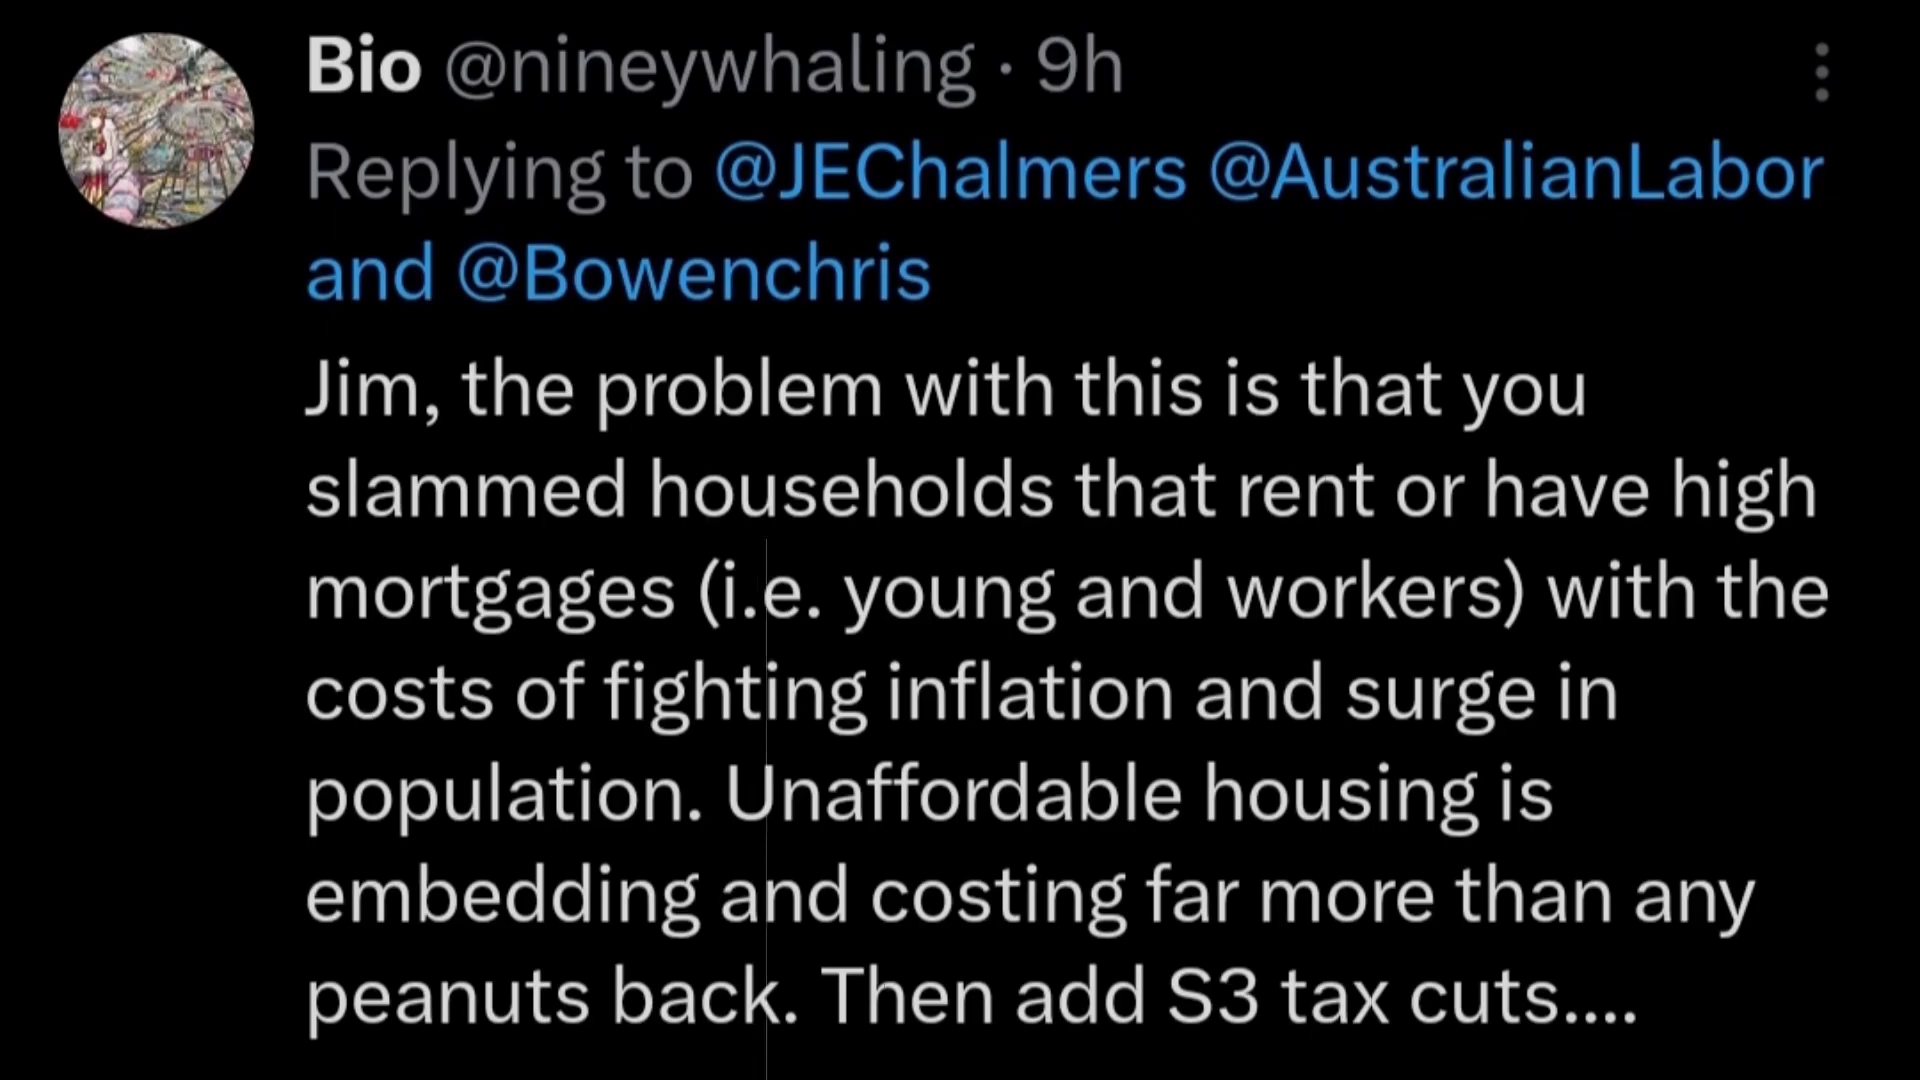 Bio @nineywhaling · 9h
Replying to @JEChalmers @AustralianLabor
and @Bowenchris
Jim, the problem with this is that you
slammed households that rent or have high
mortgages (i.e. young and workers) with the
costs of fighting inflation and surge in
population. Unaffordable housing is
embedding and costing far more than any
peanuts back. Then add S3 tax cuts....